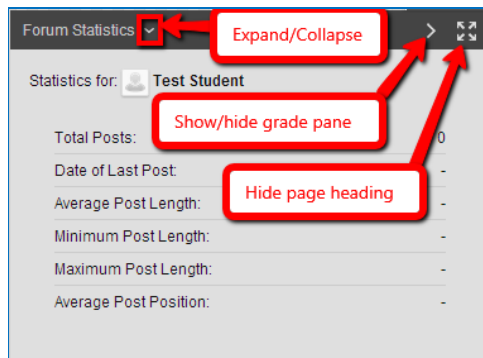 Forum Statistics
Expand/Collapse
Statistics for: Test Student
Show/hide grade pane
Total Posts: 0
Date of Last Post: -
Hide page heading
Average Post Length: -
Minimum Post Length: -
Maximum Post Length: -
Average Post Position: -